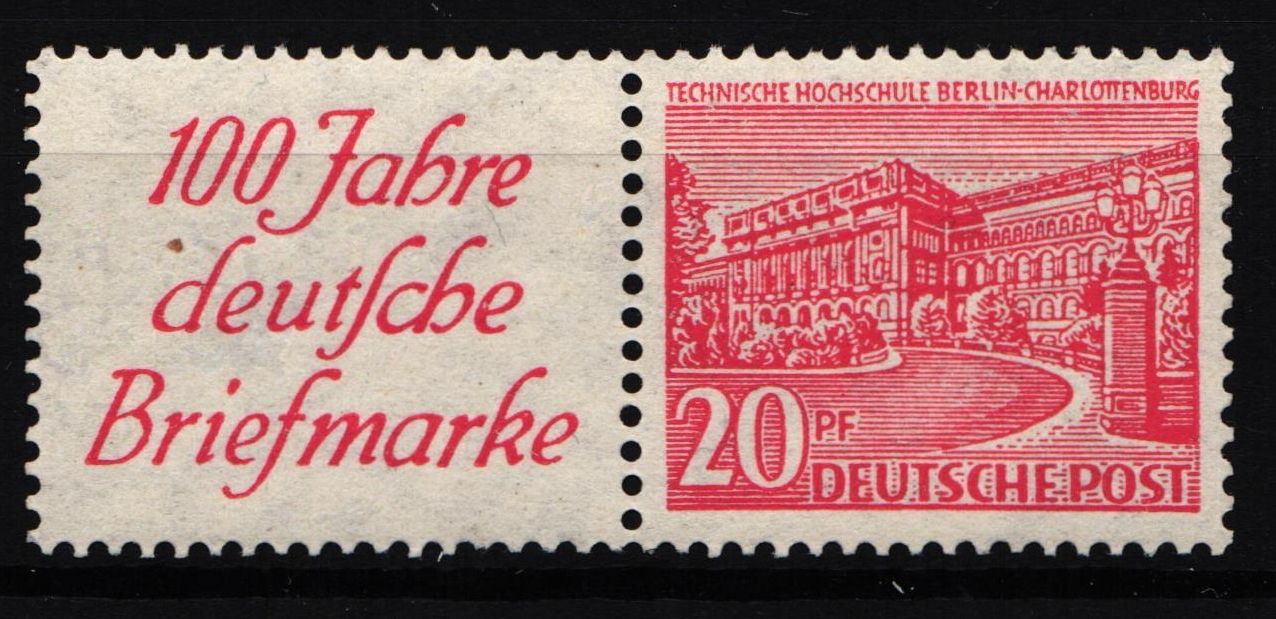 100 Jahre
deutſche
Briefmarke
TECHNISCHE HOCHSCHULE BERLIN-CHARLOTTENBURG
20 PF
DEUTSCHE POST